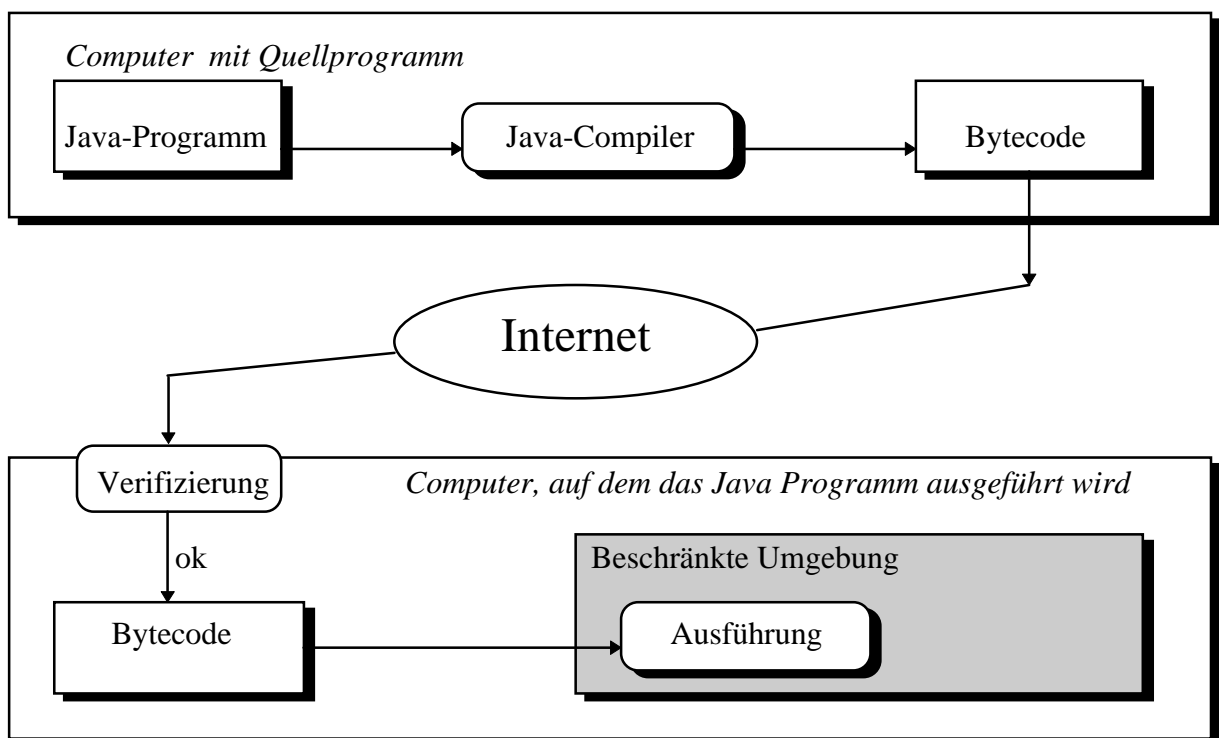 Computer mit Quellprogramm
Java-Programm
Java-Compiler
Bytecode
Internet
Verifizierung
Computer, auf dem das Java Programm ausgeführt wird
ok
Beschränkte Umgebung
Bytecode
Ausführung